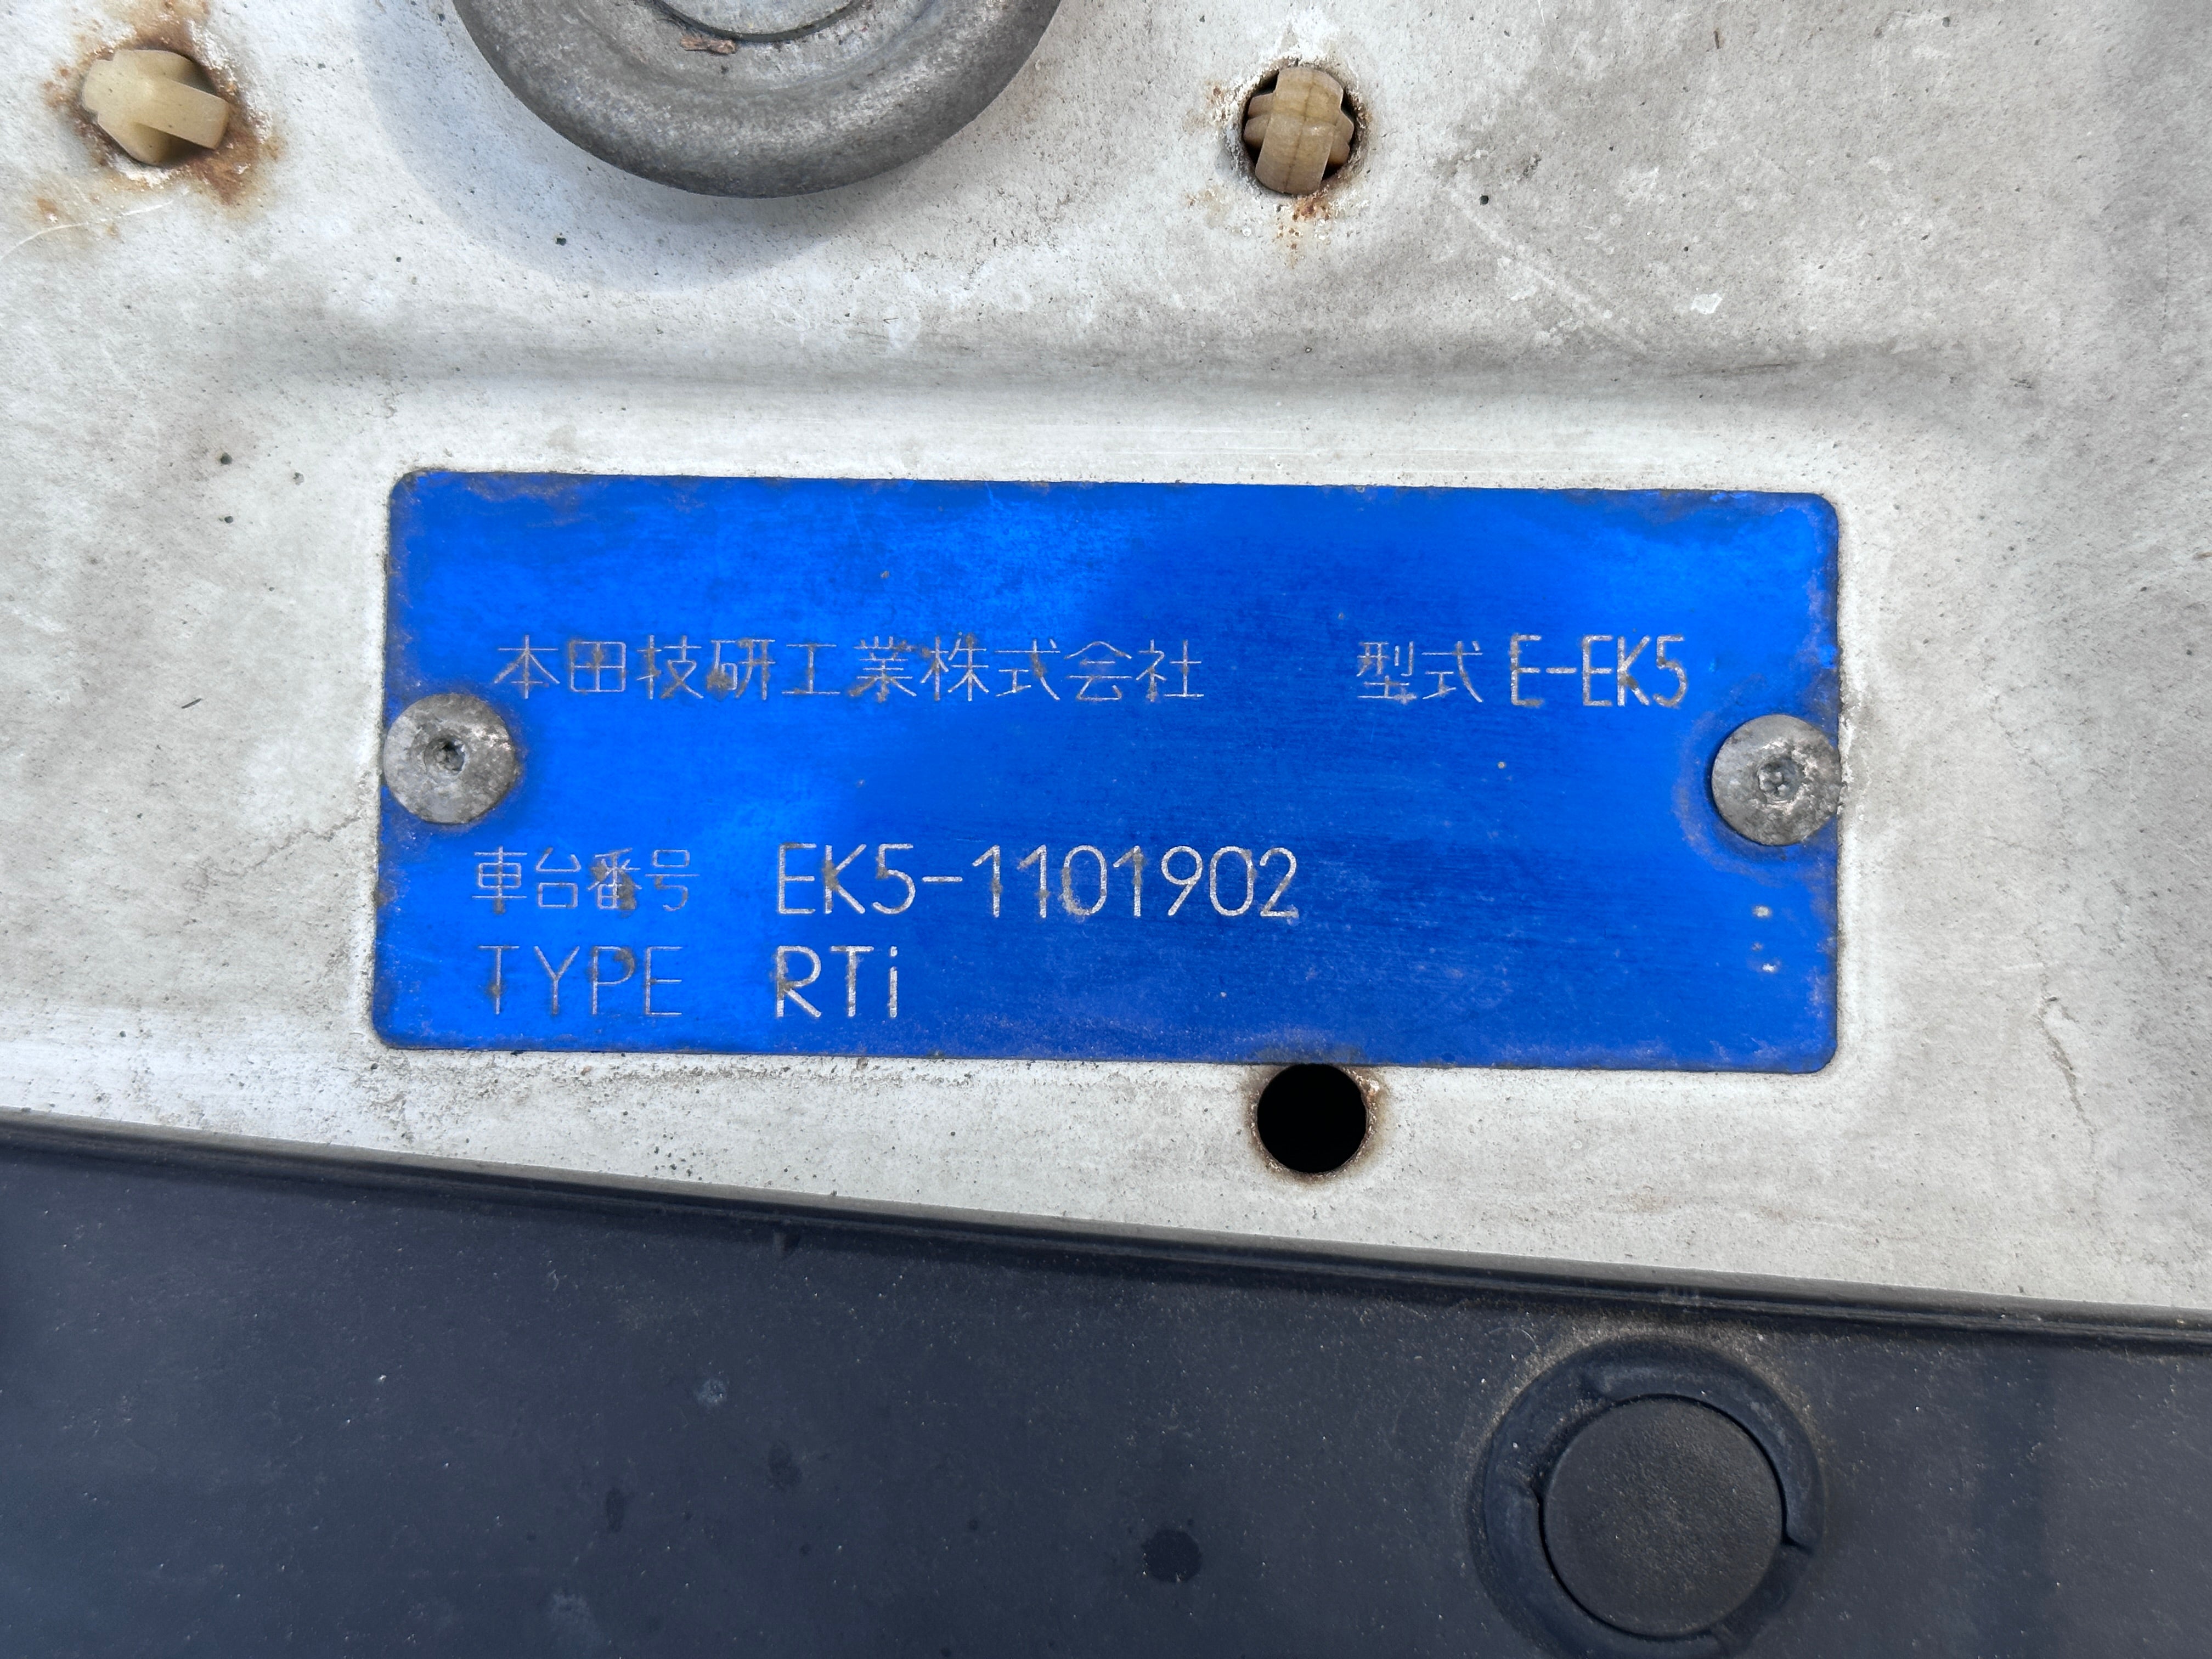 本田技研工業株式会社 型式 E-EK5
車台番号 EK5-1101902
TYPE RTi